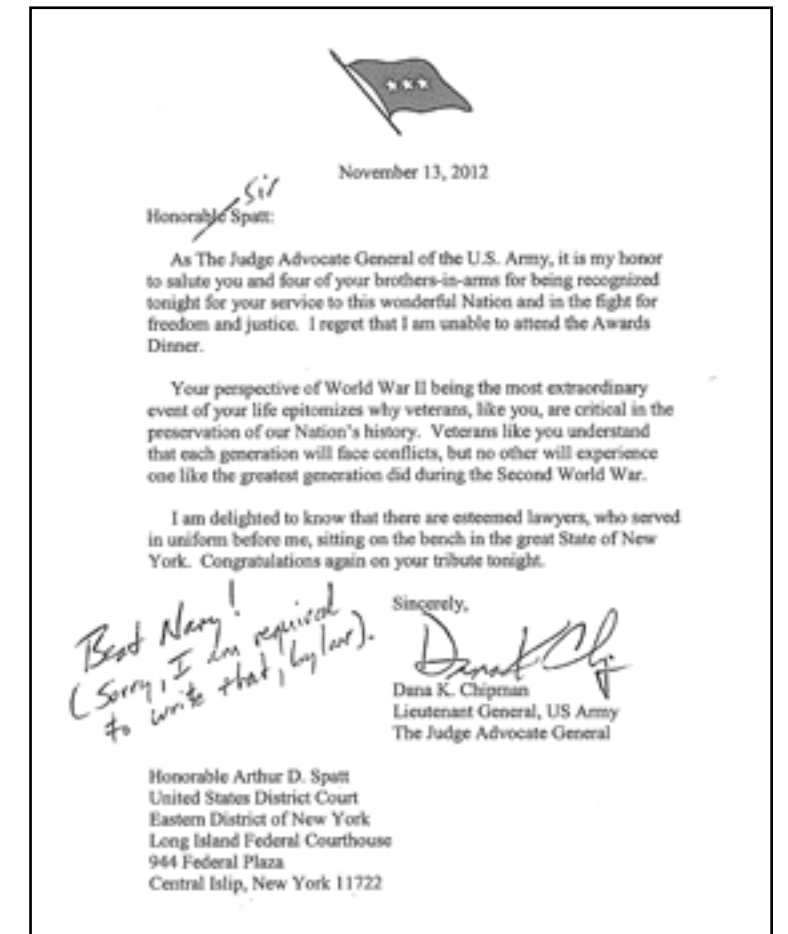 November 13, 2012
Sir
Honorable Spatt:
As The Judge Advocate General of the U.S. Army, it is my honor
to salute you and four of your brothers-in-arms for being recognized
tonight for your service to this wonderful Nation and in the fight for
freedom and justice. I regret that I am unable to attend the Awards
Dinner.
Your perspective of World War II being the most extraordinary
event of your life epitomizes why veterans, like you, are critical in the
preservation of our Nation's history. Veterans like you understand
that each generation will face conflicts, but no other will experience
one like the greatest generation did during the Second World War.
I am delighted to know that there are esteemed lawyers, who served
in uniform before me, sitting on the bench in the great State of New
York. Congratulations again on your tribute tonight.
Sincerely,
Beat Navy!
(Sorry, I am required
to write that, by law).
Dana K. Chipman
Lieutenant General, US Army
The Judge Advocate General
Honorable Arthur D. Spatt
United States District Court
Eastern District of New York
Long Island Federal Courthouse
944 Federal Plaza
Central Islip, New York 11722